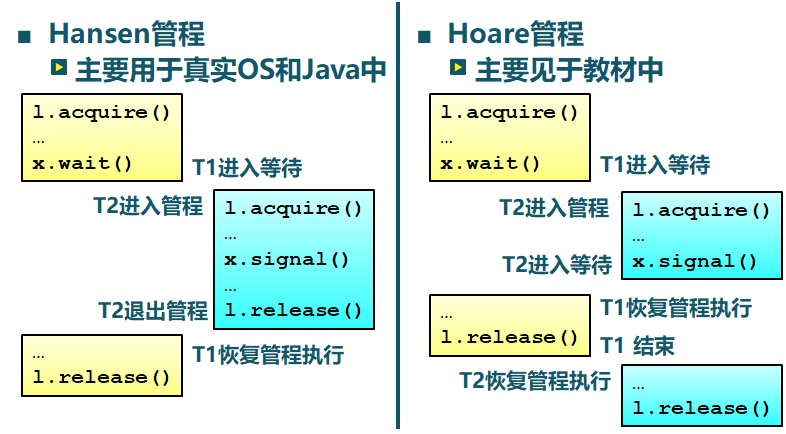 Hansen管程
主要用于真实OS和Java中
l.acquire()
…
x.wait()
T1进入等待
T2进入管程
l.acquire()
…
x.signal()
…
l.release()
T2退出管程
…
l.release()
T1恢复管程执行
Hoare管程
主要见于教材中
l.acquire()
…
x.wait()
T1进入等待
T2进入管程
l.acquire()
…
x.signal()
T2进入等待
…
l.release()
T1恢复管程执行
T1 结束
T2恢复管程执行
…
l.release()